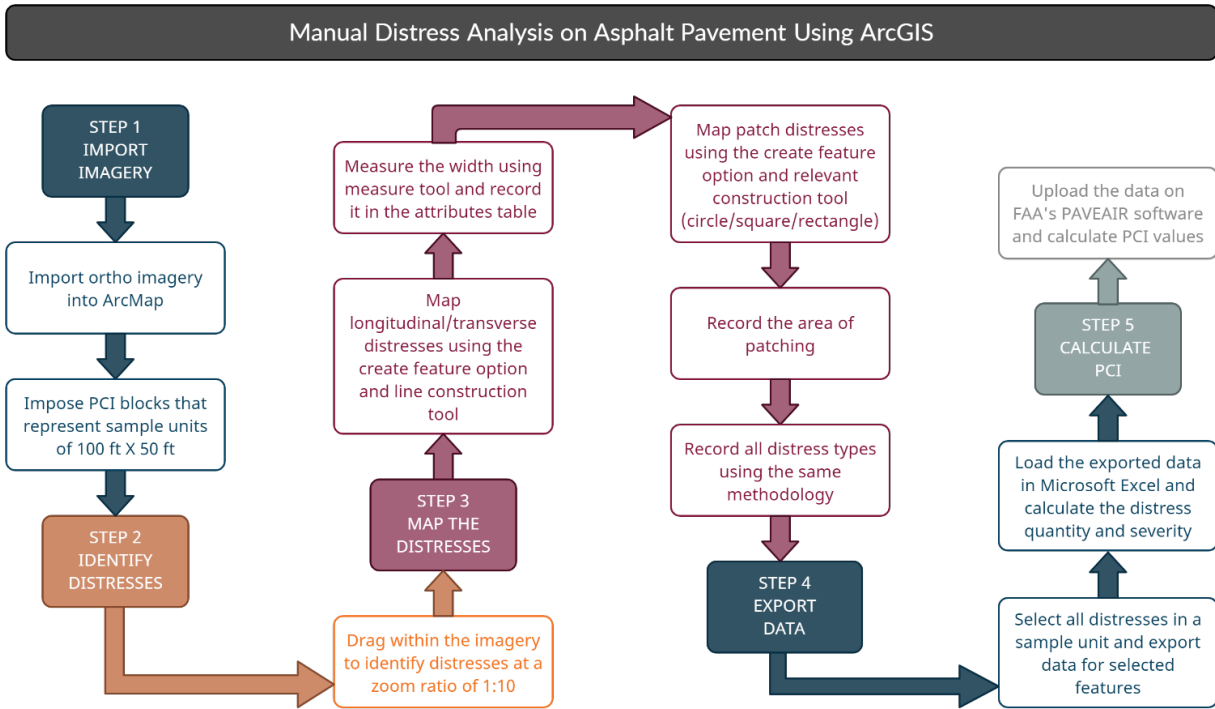 Manual Distress Analysis on Asphalt Pavement Using ArcGIS
STEP 1
IMPORT
IMAGERY
Import ortho imagery
into ArcMap
Impose PCI blocks that
represent sample units
of 100 ft X 50 ft
STEP 2
IDENTIFY
DISTRESSES
Drag within the imagery
to identify distresses at a
zoom ratio of 1:10
STEP 3
MAP THE
DISTRESSES
Map
longitudinal/transverse
distresses using the
create feature option
and line construction
tool
Measure the width using
measure tool and record
it in the attributes table
Map patch distresses
using the create feature
option and relevant
construction tool
(circle/square/rectangle)
Record the area of
patching
Record all distress types
using the same
methodology
STEP 4
EXPORT
DATA
Select all distresses in a
sample unit and export
data for selected
features
Load the exported data
in Microsoft Excel and
calculate the distress
quantity and severity
STEP 5
CALCULATE
PCI
Upload the data on
FAA's PAVEAIR software
and calculate PCI values